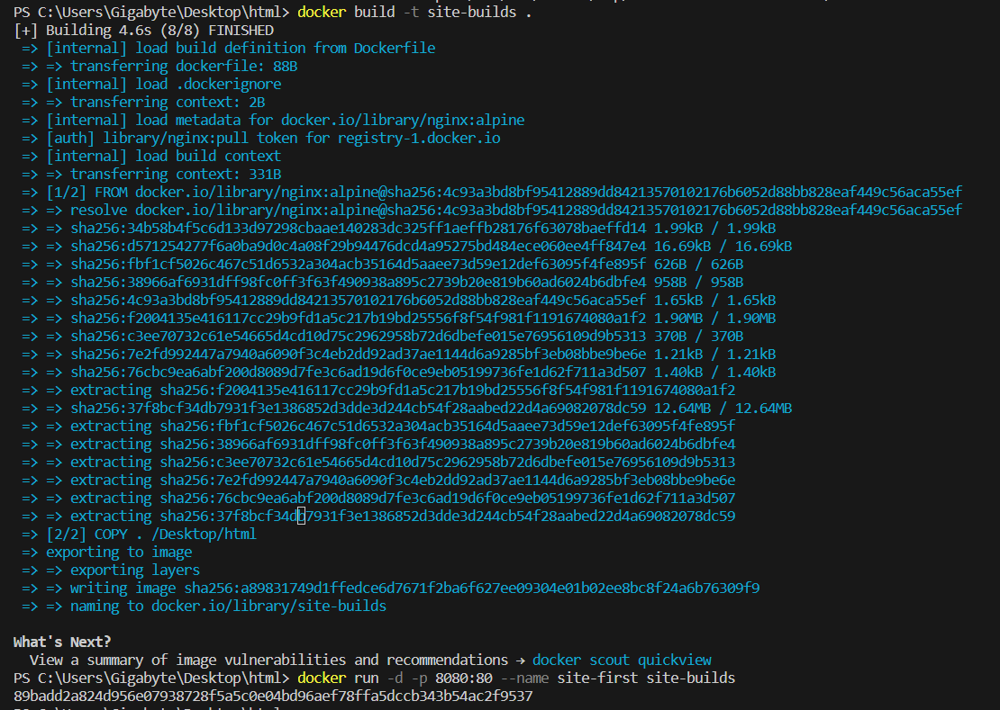 PS C:\Users\Gigabyte\Desktop\html> docker build -t site-builds .
[+] Building 4.6s (8/8) FINISHED
=> [internal] load build definition from Dockerfile
=> => transferring dockerfile: 88B
=> [internal] load .dockerignore
=> => transferring context: 2B
=> [internal] load metadata for docker.io/library/nginx:alpine
=> [auth] library/nginx:pull token for registry-1.docker.io
=> [internal] load build context
=> => transferring context: 331B
=> [1/2] FROM docker.io/library/nginx:alpine@sha256:4c93a3bd8bf95412889dd84213570102176b6052d88bb828eaf449c56aca55ef
=> => resolve docker.io/library/nginx:alpine@sha256:4c93a3bd8bf95412889dd84213570102176b6052d88bb828eaf449c56aca55ef
=> => sha256:34b58b4f5c6d133d97298cbaae140283dc325ff1aeffb28176f63078baeffd14 1.99kB / 1.99kB
=> => sha256:d571254277f6a0ba9d0c4a08f29b94476dcd4a95275bd484ece060ee4ff847e4 16.69kB / 16.69kB
=> => sha256:fbf1cf5026c467c51d6532a304acb35164d5aaee73d59e12def63095f4fe895f 626B / 626B
=> => sha256:38966af6931dff98fc0ff3f63f490938a895c2739b20e819b60ad6024b6dbfe4 958B / 958B
=> => sha256:4c93a3bd8bf95412889dd84213570102176b6052d88bb828eaf449c56aca55ef 1.65kB / 1.65kB
=> => sha256:f2004135e416117cc29b9fd1a5c217b19bd25556f8f54f981f1191674080a1f2 1.90MB / 1.90MB
=> => sha256:c3ee70732c61e54665d4cd10d75c2962958b72d6dbefe015e76956109d9b5313 370B / 370B
=> => sha256:7e2fd992447a7940a6090f3c4eb2dd92ad37ae1144d6a9285bf3eb08bbe9be6e 1.21kB / 1.21kB
=> => sha256:76cbc9ea6abf200d8089d7fe3c6ad19d6f0ce9eb05199736fe1d62f711a3d507 1.40kB / 1.40kB
=> => extracting sha256:f2004135e416117cc29b9fd1a5c217b19bd25556f8f54f981f1191674080a1f2
=> => sha256:37f8bcf34db7931f3e1386852d3dde3d244cb54f28aabed22d4a69082078dc59 12.64MB / 12.64MB
=> => extracting sha256:fbf1cf5026c467c51d6532a304acb35164d5aaee73d59e12def63095f4fe895f
=> => extracting sha256:38966af6931dff98fc0ff3f63f490938a895c2739b20e819b60ad6024b6dbfe4
=> => extracting sha256:c3ee70732c61e54665d4cd10d75c2962958b72d6dbefe015e76956109d9b5313
=> => extracting sha256:7e2fd992447a7940a6090f3c4eb2dd92ad37ae1144d6a9285bf3eb08bbe9be6e
=> => extracting sha256:76cbc9ea6abf200d8089d7fe3c6ad19d6f0ce9eb05199736fe1d62f711a3d507
=> => extracting sha256:37f8bcf34db7931f3e1386852d3dde3d244cb54f28aabed22d4a69082078dc59
=> [2/2] COPY . /Desktop/html
=> exporting to image
=> => exporting layers
=> => writing image sha256:a89831749d1ffedce6d7671f2ba6f627ee09304e01b02ee8bc8f24a6b76309f9
=> => naming to docker.io/library/site-builds
What's Next?
View a summary of image vulnerabilities and recommendations → docker scout quickview
PS C:\Users\Gigabyte\Desktop\html> docker run -d -p 8080:80 --name site-first site-builds
89badd2a824d956e07938728f5a5c0e04bd96aef78ffa5dccb343b54ac2f9537